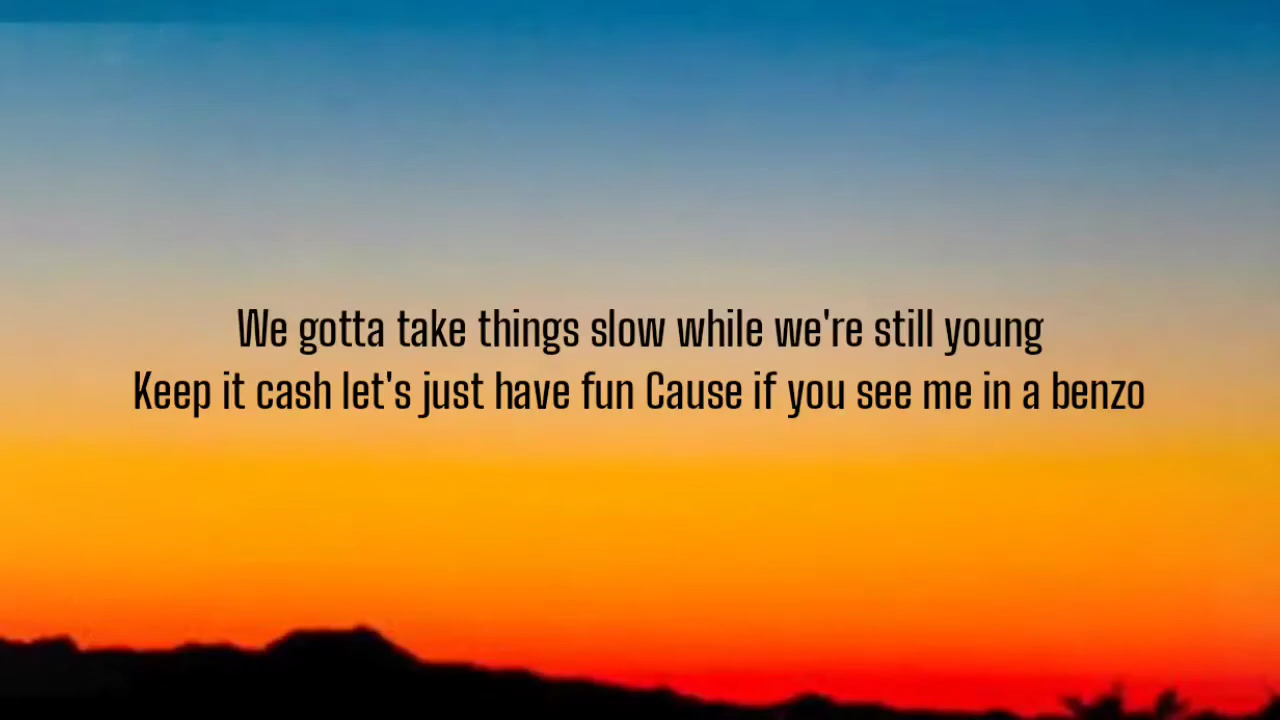 We gotta take things slow while we're still young
Keep it cash let's just have fun Cause if you see me in a benzo